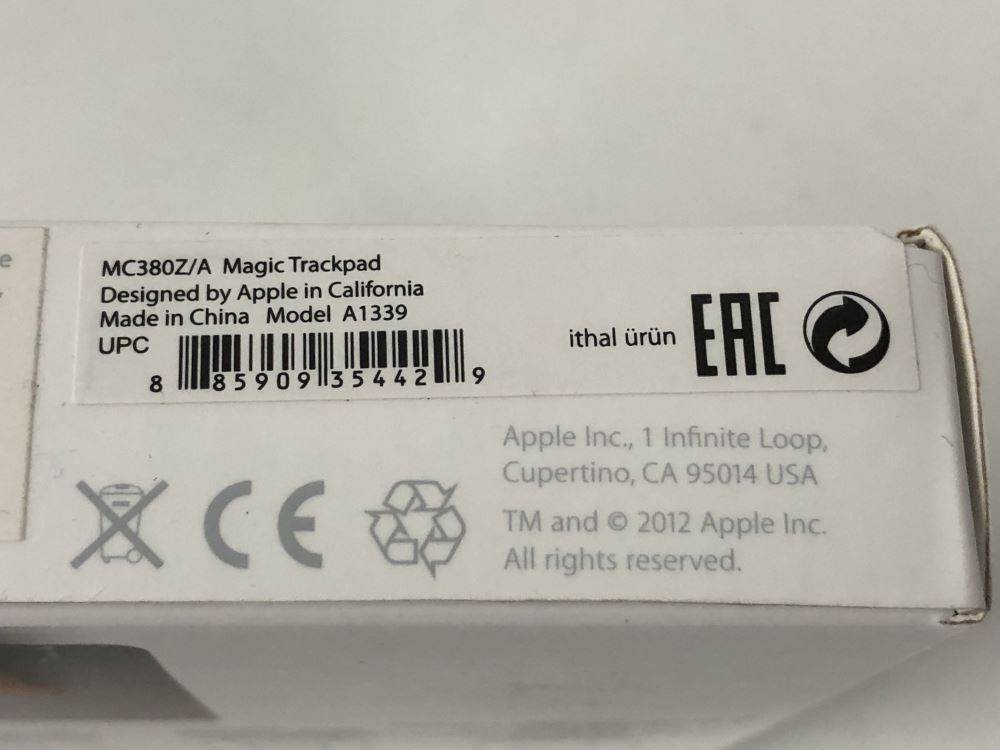 e
MC380Z/A Magic Trackpad
Designed by Apple in California
Made in China Model A1339
UPC
8 85909 35442 9
ithal ürün
EAC
Apple Inc., 1 Infinite Loop,
Cupertino, CA 95014 USA
CE
TM and © 2012 Apple Inc.
All rights reserved.